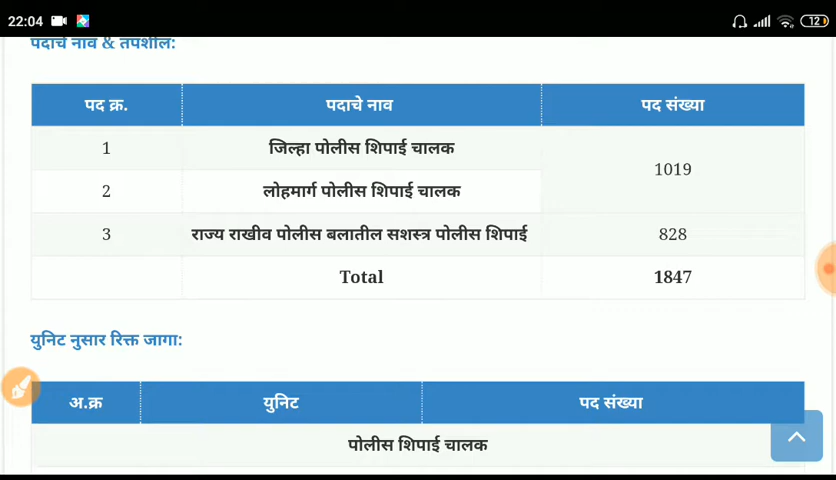 22:04
12
पदाचे नाव & तपशील:
पद क्र. पदाचे नाव पद संख्या
1 जिल्हा पोलीस शिपाई चालक 1019
2 लोहमार्ग पोलीस शिपाई चालक
3 राज्य राखीव पोलीस बलातील सशस्त्र पोलीस शिपाई 828
Total 1847
युनिट नुसार रिक्त जागा:
अ.क्र युनिट पद संख्या
पोलीस शिपाई चालक